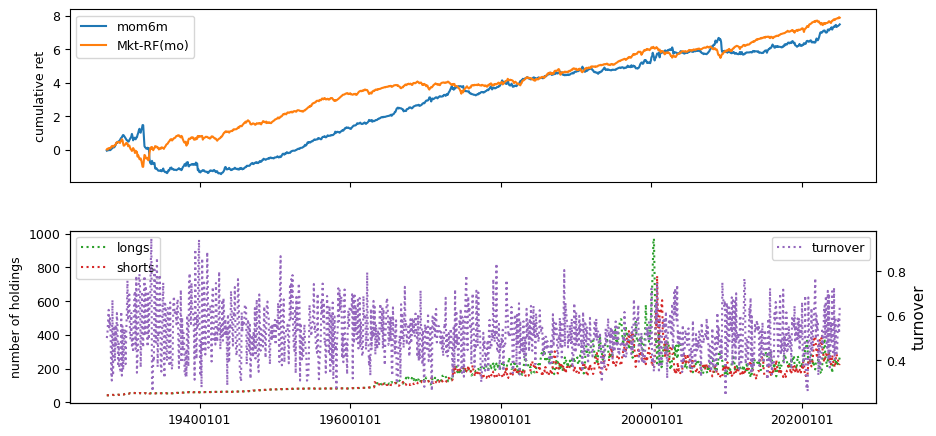 8
6
4
2
0
cumulative ret
mom6m
Mkt-RF(mo)
1000
800
600
400
200
0
number of holdings
longs
shorts
turnover
0.8
0.6
0.4
turnover
19400101
19600101
19800101
20000101
20200101